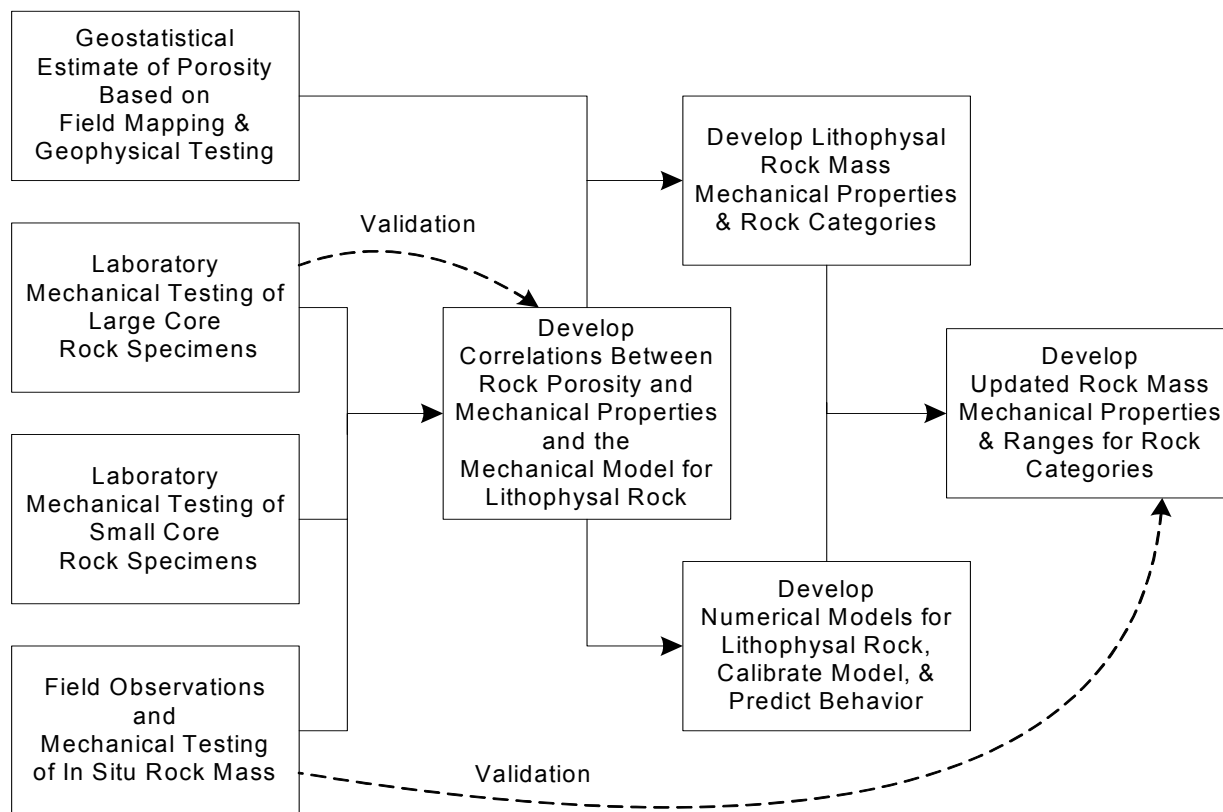 Geostatistical
Estimate of Porosity
Based on
Field Mapping &
Geophysical Testing
Develop Lithophysal
Rock Mass
Mechanical Properties
& Rock Categories
Validation
Laboratory
Mechanical Testing of
Large Core
Rock Specimens
Develop
Correlations Between
Rock Porosity and
Mechanical Properties
and the
Mechanical Model for
Lithophysal Rock
Develop
Updated Rock Mass
Mechanical Properties
& Ranges for Rock
Categories
Laboratory
Mechanical Testing of
Small Core
Rock Specimens
Develop
Numerical Models for
Lithophysal Rock,
Calibrate Model, &
Predict Behavior
Field Observations
and
Mechanical Testing
of In Situ Rock Mass
Validation